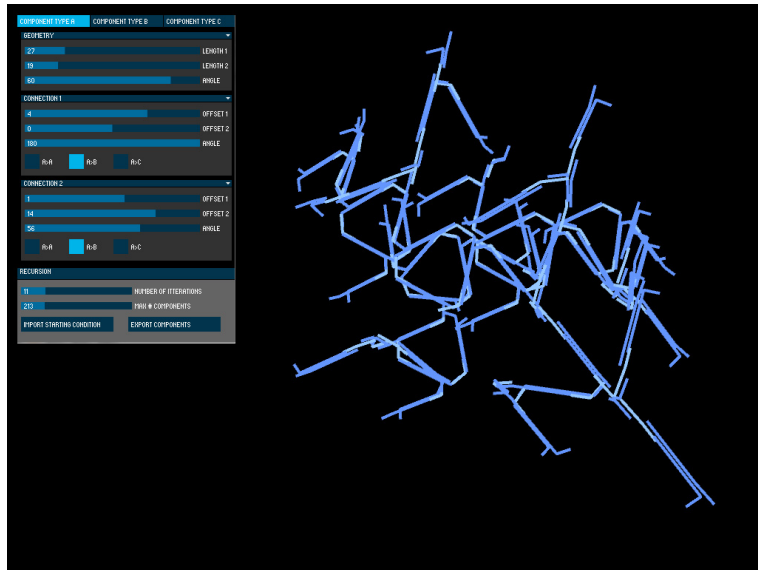 COMPONENT TYPE A COMPONENT TYPE B COMPONENT TYPE C
GEOMETRY
27 LENGTH 1
19 LENGTH 2
60 ANGLE
CONNECTION 1
4 OFFSET 1
0 OFFSET 2
180 ANGLE
A>A A>B A>C
CONNECTION 2
1 OFFSET 1
14 OFFSET 2
56 ANGLE
A>A A>B A>C
RECURSION
11 NUMBER OF ITTERATIONS
213 MAX # COMPONENTS
IMPORT STARTING CONDITION EXPORT COMPONENTS